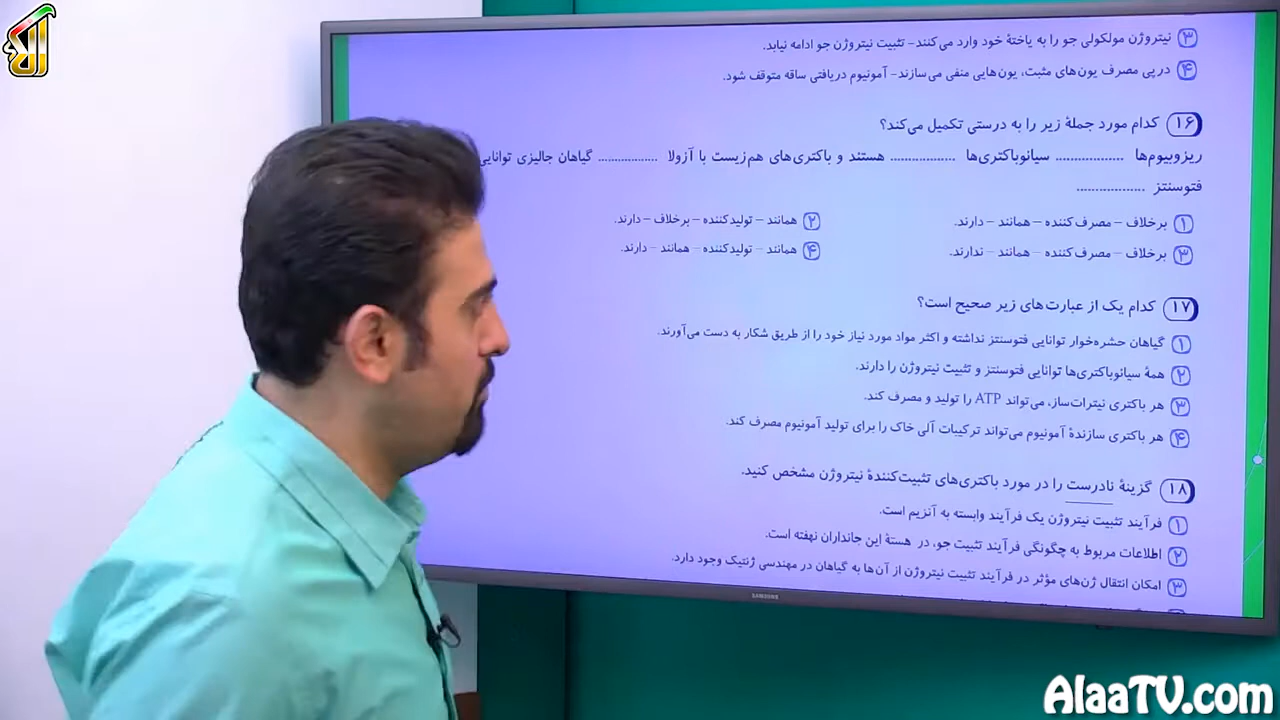 ۳ نیتروژن مولکولی جو را به یاختهٔ خود وارد می‌کنند- تثبیت نیتروژن جو ادامه نیابد.
۴ در پی مصرف یون‌های مثبت، یون‌هایی منفی می‌سازند- آمونیوم دریافتی ساقه متوقف شود.
۱۶ کدام مورد جملهٔ زیر را به درستی تکمیل می‌کند؟
ریزوبیوم‌ها .................. سیانوباکتری‌ها .................. هستند و باکتری‌های هم‌زیست با آزولا .................. گیاهان جالیزی توانایی
فتوسنتز ..................
۱ برخلاف – مصرف‌کننده – همانند – دارند. ۲ همانند – تولیدکننده – برخلاف – دارند.
۳ برخلاف – مصرف‌کننده – همانند – ندارند. ۴ همانند – تولیدکننده – همانند – دارند.
۱۷ کدام یک از عبارت‌های زیر صحیح است؟
۱ گیاهان حشره‌خوار توانایی فتوسنتز نداشته و اکثر مواد مورد نیاز خود را از طریق شکار به دست می‌آورند.
۲ همهٔ سیانوباکتری‌ها توانایی فتوسنتز و تثبیت نیتروژن را دارند.
۳ هر باکتری نیترات‌ساز، می‌تواند ATP را تولید و مصرف کند.
۴ هر باکتری سازندهٔ آمونیوم می‌تواند ترکیبات آلی خاک را برای تولید آمونیوم مصرف کند.
۱۸ گزینهٔ نادرست را در مورد باکتری‌های تثبیت‌کنندهٔ نیتروژن مشخص کنید.
۱ فرآیند تثبیت نیتروژن یک فرآیند وابسته به آنزیم است.
۲ اطلاعات مربوط به چگونگی فرآیند تثبیت جو، در هستهٔ این جانداران نهفته است.
۳ امکان انتقال ژن‌های مؤثر در فرآیند تثبیت نیتروژن از آن‌ها به گیاهان در مهندسی ژنتیک وجود دارد.
SAMSUNG
AlaaTV.com